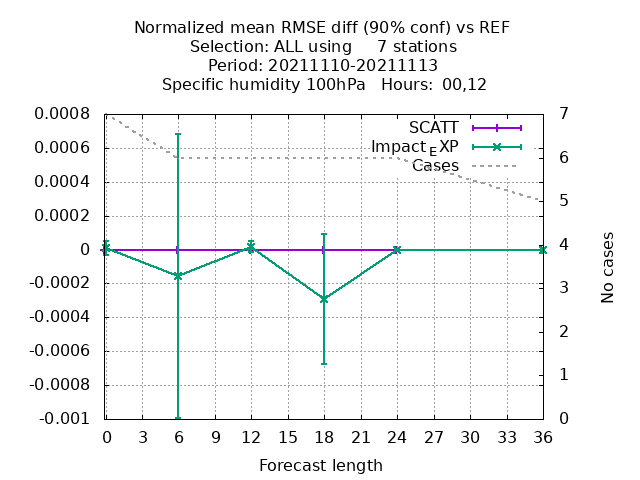 Normalized mean RMSE diff (90% conf) vs REF
Selection: ALL using 7 stations
Period: 20211110-20211113
Specific humidity 100hPa Hours: 00,12
0.0008
0.0006
0.0004
0.0002
0
-0.0002
-0.0004
-0.0006
-0.0008
-0.001
SCATT
Impact_EXP
Cases
7
6
5
4
3
2
1
0
No cases
0 3 6 9 12 15 18 21 24 27 30 33 36
Forecast length